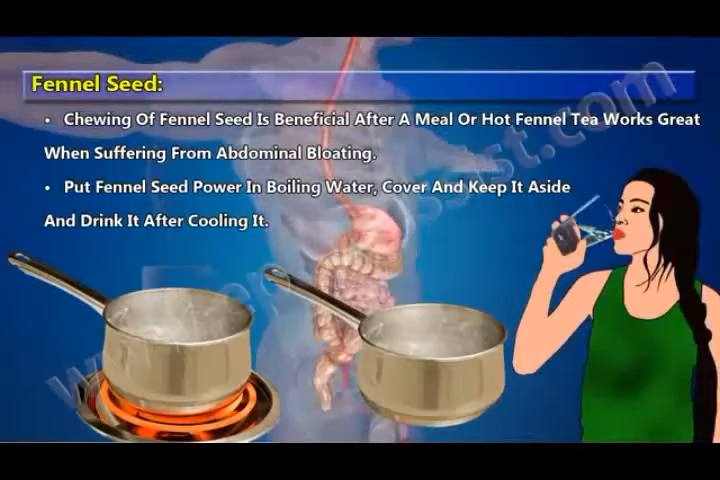 Fennel Seed:
• Chewing Of Fennel Seed Is Beneficial After A Meal Or Hot Fennel Tea Works Great
When Suffering From Abdominal Bloating.
• Put Fennel Seed Power In Boiling Water, Cover And Keep It Aside
And Drink It After Cooling It.